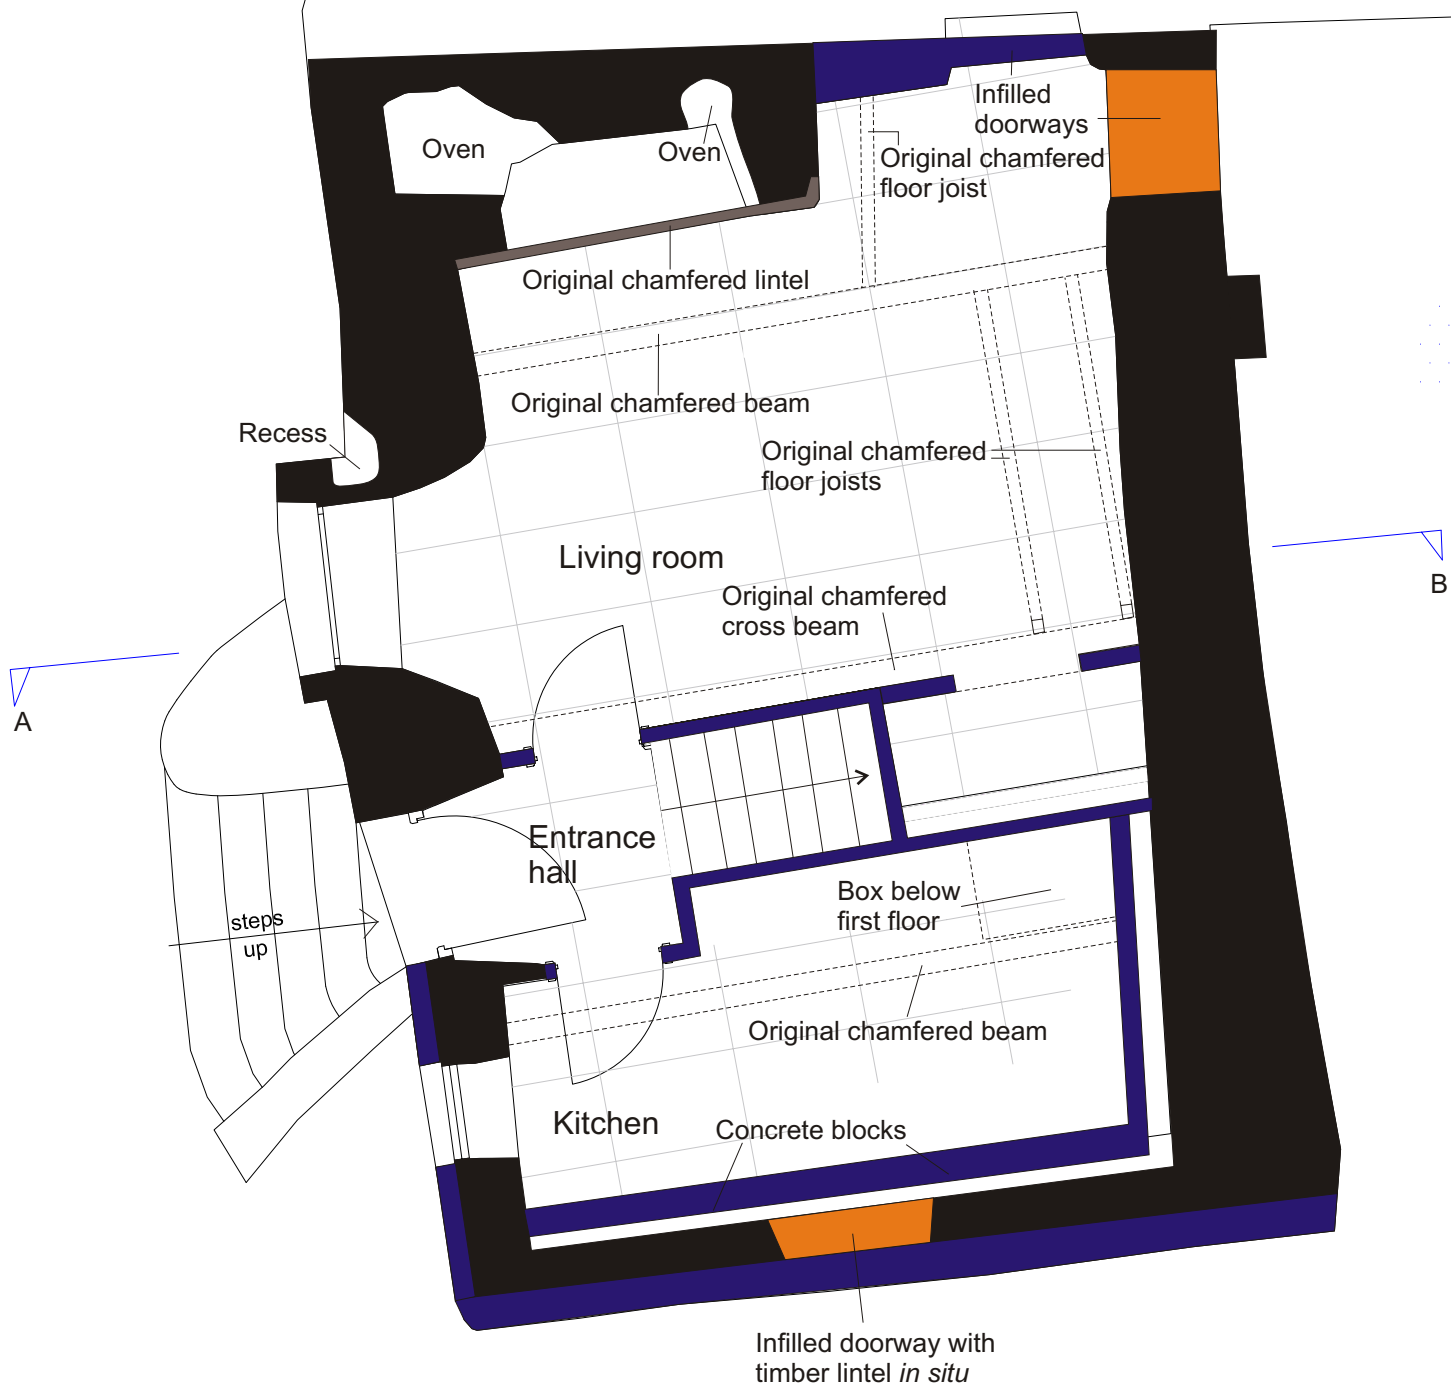 Oven
Oven
Infilled
doorways
Original chamfered
floor joist
Original chamfered lintel
Original chamfered beam
Recess
Original chamfered
floor joists
Living room
Original chamfered
cross beam
A
B
Entrance
hall
steps
up
Box below
first floor
Original chamfered beam
Kitchen
Concrete blocks
Infilled doorway with
timber lintel in situ